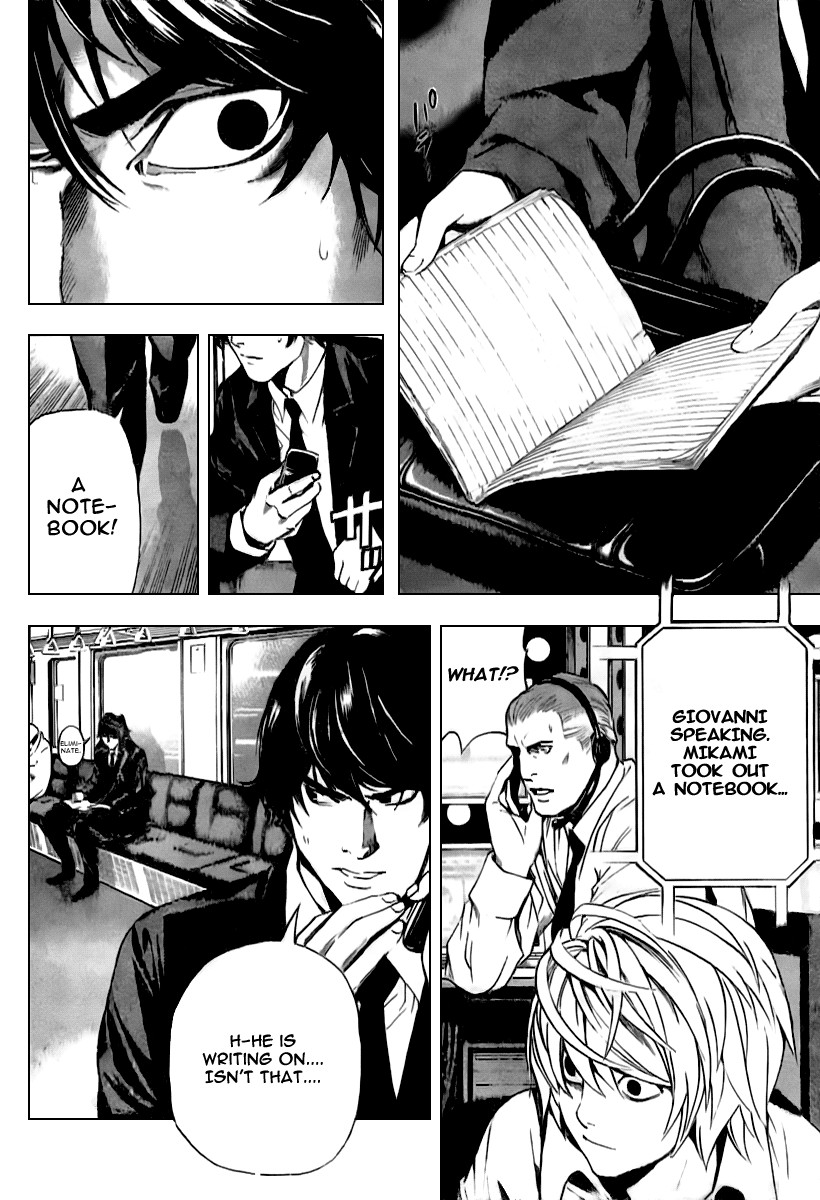 A
NOTE-
BOOK!
GIOVANNI
SPEAKING.
MIKAMI
TOOK OUT
A NOTEBOOK...
WHAT!?
H-HE IS
WRITING ON....
ISN'T THAT....
ELIMI-
NATE.